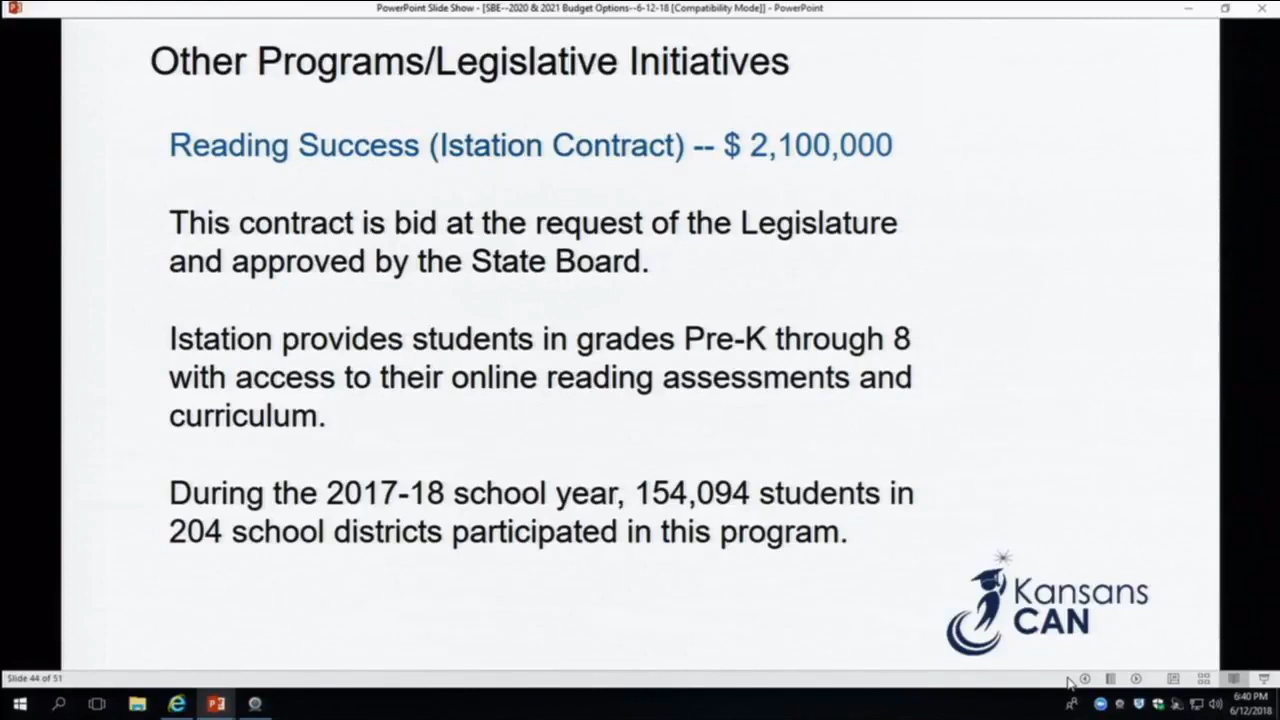 PowerPoint Slide Show - [SBE--2020 & 2021 Budget Options--6-12-18 [Compatibility Mode]] - PowerPoint
Other Programs/Legislative Initiatives
Reading Success (Istation Contract) -- $ 2,100,000
This contract is bid at the request of the Legislature
and approved by the State Board.
Istation provides students in grades Pre-K through 8
with access to their online reading assessments and
curriculum.
During the 2017-18 school year, 154,094 students in
204 school districts participated in this program.
Kansans
CAN
Slide 44 of 51
6:40 PM
6/12/2018